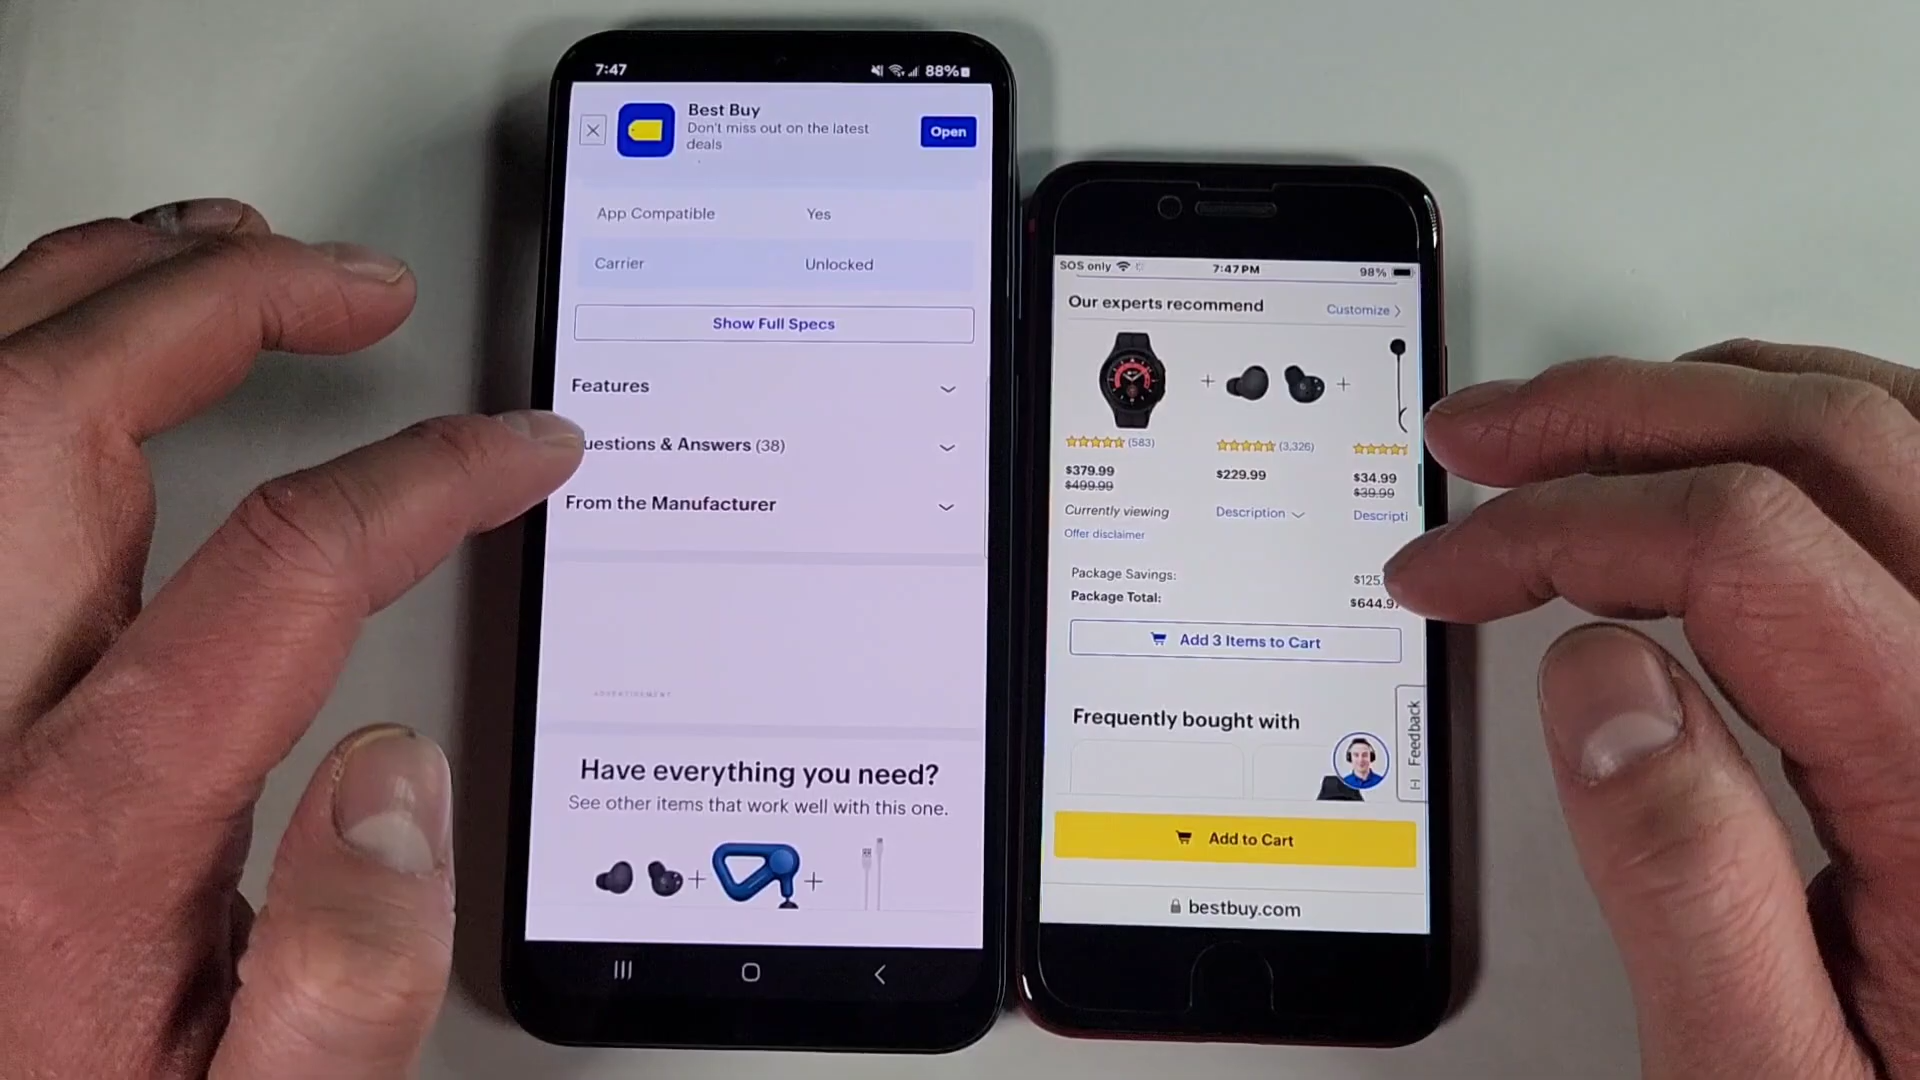 7:47
88%
Best Buy
Don't miss out on the latest
deals
Open
App Compatible Yes
Carrier Unlocked
Show Full Specs
Features
uestions & Answers (38)
From the Manufacturer
ADVERTISEMENT
Have everything you need?
See other items that work well with this one.
SOS only 7:47 PM 98%
Our experts recommend Customize
(583) (3,326)
$379.99 $229.99 $34.99
$499.99 $39.99
Currently viewing Description Descripti
Offer disclaimer
Package Savings: $125.
Package Total: $644.97
Add 3 Items to Cart
Frequently bought with
Feedback
Add to Cart
bestbuy.com